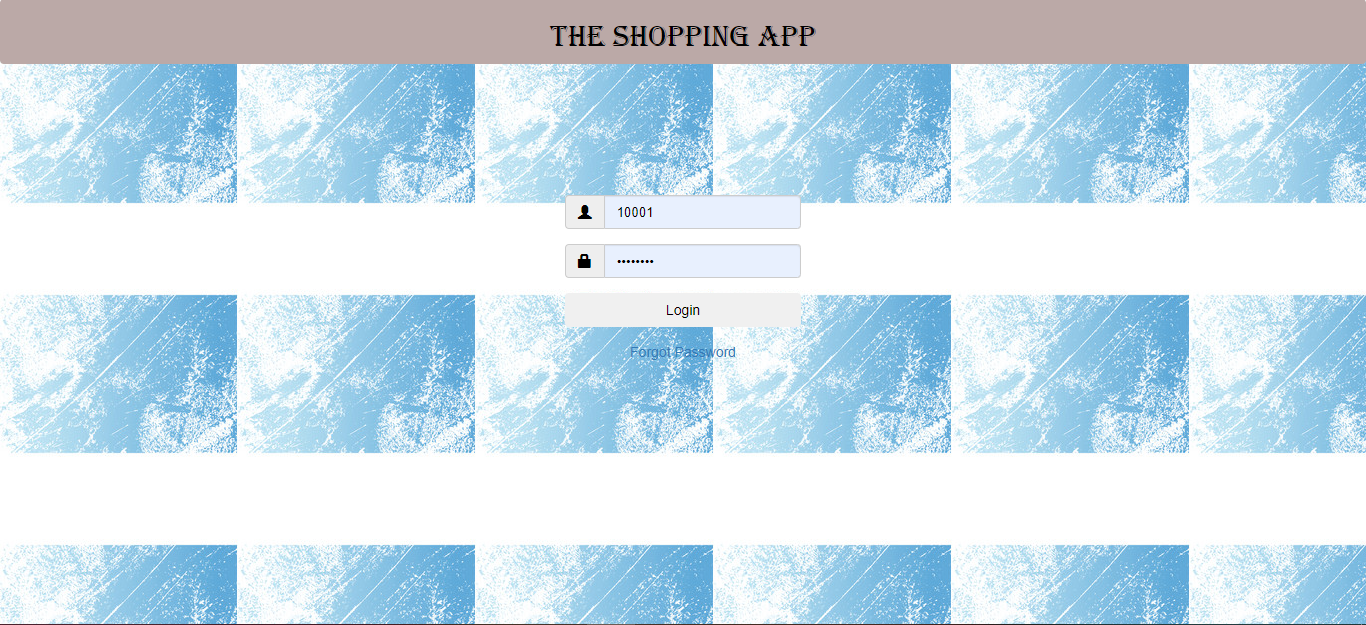 THE SHOPPING APP
10001
••••••••
Login
Forgot Password